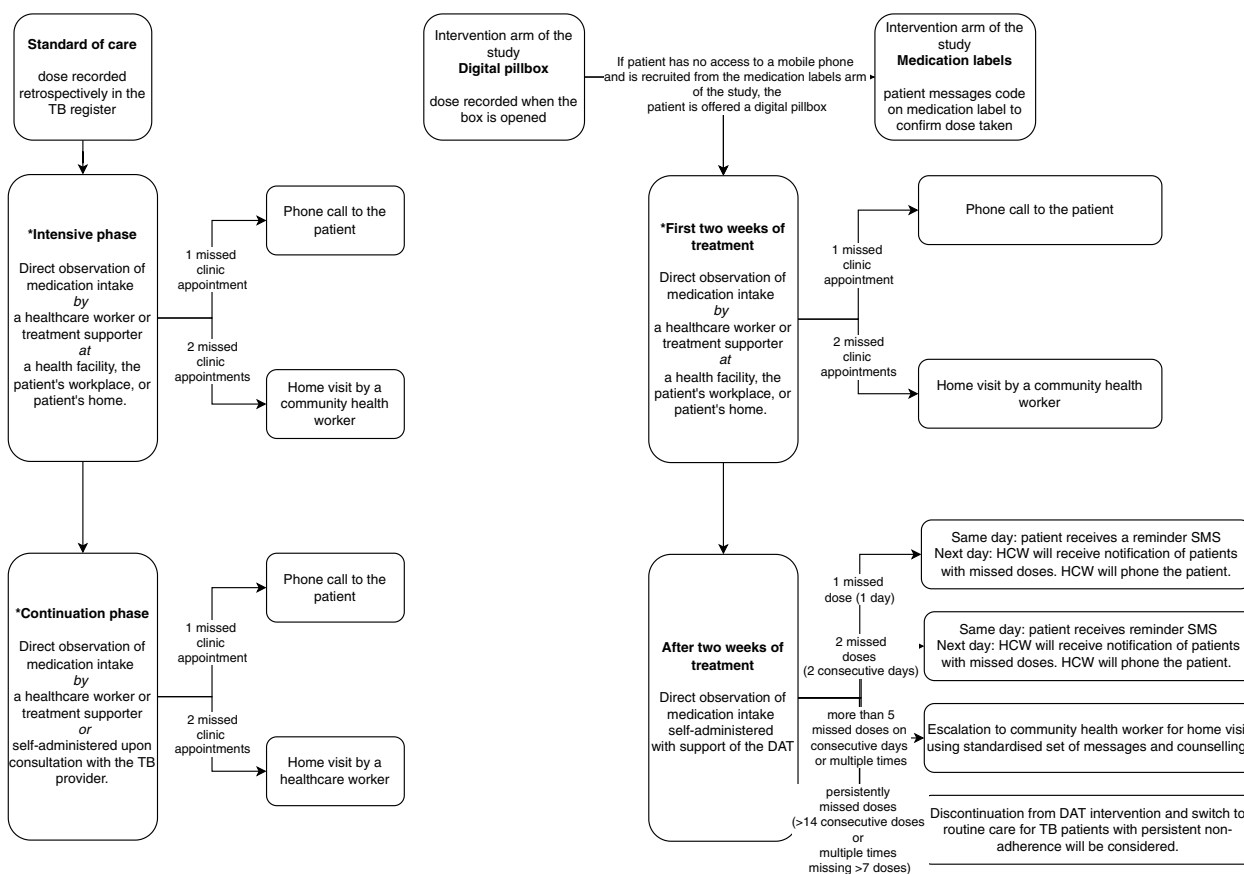 Standard of care
dose recorded
retrospectively in the
TB register
*Intensive phase
Direct observation of
medication intake
by
a healthcare worker or
treatment supporter
at
a health facility, the
patient's workplace, or
patient's home.
1 missed
clinic
appointment
Phone call to the
patient
2 missed
clinic
appointments
Home visit by a
community health
worker
*Continuation phase
Direct observation of
medication intake
by
a healthcare worker or
treatment supporter
or
self-administered upon
consultation with the TB
provider.
1 missed
clinic
appointment
Phone call to the
patient
2 missed
clinic
appointments
Home visit by a
healthcare worker
Intervention arm of the
study
Digital pillbox
dose recorded when the
box is opened
If patient has no access to a mobile phone
and is recruited from the medication labels arm
of the study, the
patient is offered a digital pillbox
Intervention arm of the
study
Medication labels
patient messages code
on medication label to
confirm dose taken
*First two weeks of
treatment
Direct observation of
medication intake
by
a healthcare worker or
treatment supporter
at
a health facility, the
patient's workplace, or
patient's home.
1 missed
clinic
appointment
Phone call to the patient
2 missed
clinic
appointments
Home visit by a community health
worker
After two weeks of
treatment
Direct observation of
medication intake
self-administered
with support of the DAT
1 missed
dose (1 day)
Same day: patient receives a reminder SMS
Next day: HCW will receive notification of patients
with missed doses. HCW will phone the patient.
2 missed
doses
(2 consecutive days)
Same day: patient receives reminder SMS
Next day: HCW will receive notification of patients
with missed doses. HCW will phone the patient.
more than 5
missed doses on
consecutive days
or multiple times
Escalation to community health worker for home visi
using standardised set of messages and counselling
persistently
missed doses
(>14 consecutive doses
or
multiple times
missing >7 doses)
Discontinuation from DAT intervention and switch to
routine care for TB patients with persistent non-
adherence will be considered.